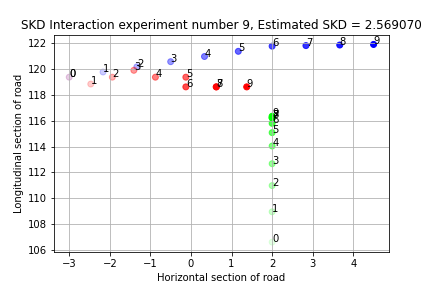 SKD Interaction experiment number 9, Estimated SKD = 2.569070
122
120
118
116
114
112
110
108
106
Longitudinal section of road
0 1 2 3 4 5 6 7 8 9
0 1 2 3 4 5 6 7 9
9
6
5
4
3
2
1
0
−3 −2 −1 0 1 2 3 4
Horizontal section of road